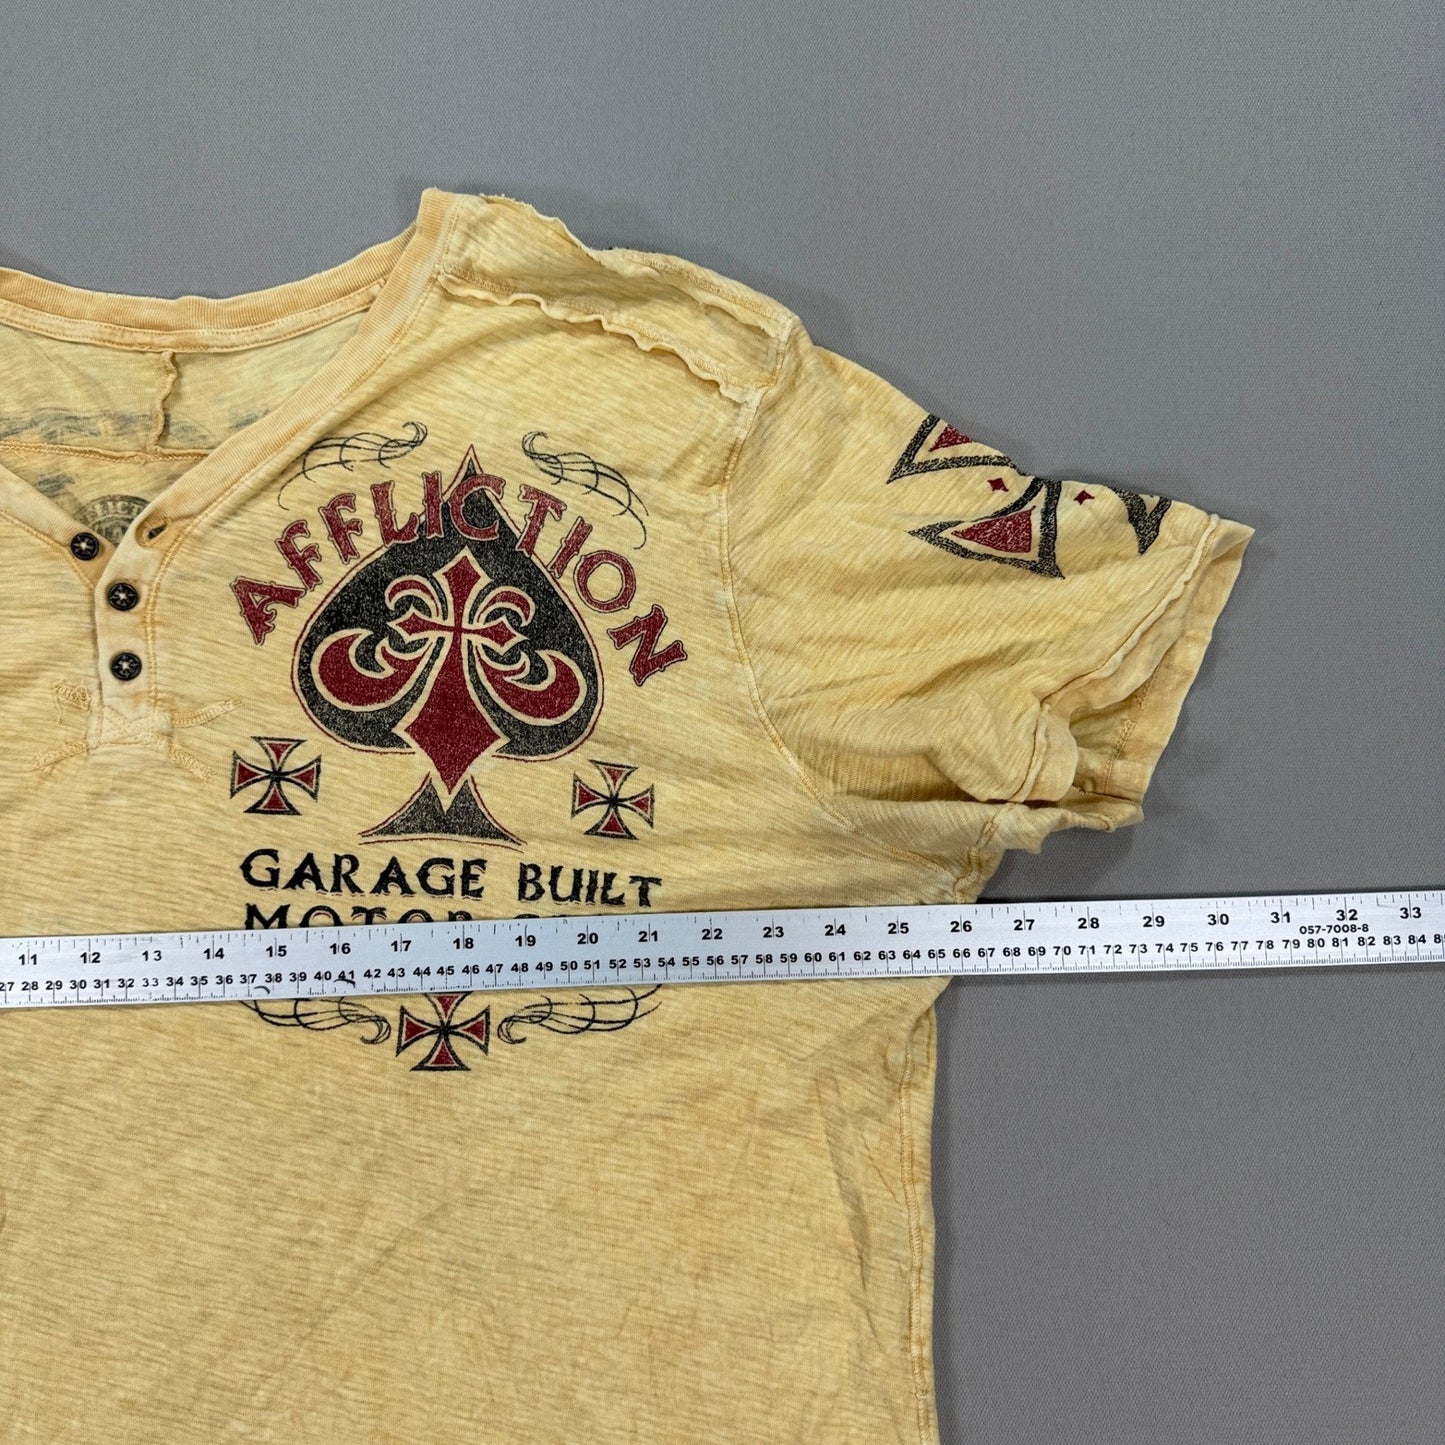 AFFLICTION
GARAGE BUILT
MOTOR
11 12 13 14 15 16 17 18 19 20 21 22 23 24 25 26 27 28 29 30 31 32 33
057-7008-8
27 28 29 30 31 32 33 34 35 36 37 38 39 40 41 42 43 44 45 46 47 48 49 50 51 52 53 54 55 56 57 58 59 60 61 62 63 64 65 66 67 68 69 70 71 72 73 74 75 76 77 78 79 80 81 82 83 84